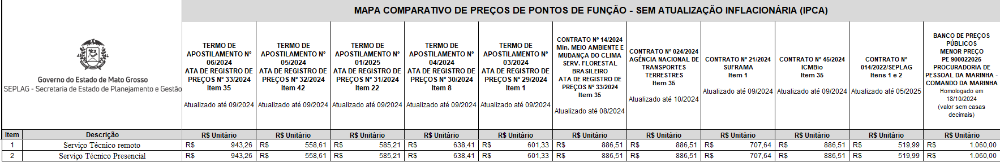 MAPA COMPARATIVO DE PREÇOS DE PONTOS DE FUNÇÃO - SEM ATUALIZAÇÃO INFLACIONÁRIA (IPCA)
Governo do Estado de Mato Grosso
SEPLAG - Secretaria de Estado de Planejamento e Gestão
TERMO DE
APOSTILAMENTO Nº
06/2024
ATA DE REGISTRO DE
PREÇOS Nº 33/2024
Item 35
Atualizado até 09/2024
TERMO DE
APOSTILAMENTO Nº
05/2024
ATA DE REGISTRO DE
PREÇOS Nº 32/2024
Item 42
Atualizado até 09/2024
TERMO DE
APOSTILAMENTO Nº
01/2025
ATA DE REGISTRO DE
PREÇOS Nº 31/2024
Item 22
Atualizado até 09/2024
TERMO DE
APOSTILAMENTO Nº
04/2024
ATA DE REGISTRO DE
PREÇOS Nº 30/2024
Item 8
Atualizado até 09/2024
TERMO DE
APOSTILAMENTO Nº
03/2024
ATA DE REGISTRO DE
PREÇOS Nº 29/2024
Item 1
Atualizado até 09/2024
CONTRATO Nº 14/2024
Min. MEIO AMBIENTE E
MUDANÇA DO CLIMA
SERV. FLORESTAL
BRASILEIRO
ATA DE REGISTRO DE
PREÇOS Nº 33/2024
Item 35
Atualizado até 08/2024
CONTRATO Nº 024/2024
AGÊNCIA NACIONAL DE
TRANSPORTES
TERRESTRES
Item 35
Atualizado até 10/2024
CONTRATO Nº 21/2024
SUFRAMA
Item 1
Atualizado até 09/2024
CONTRATO Nº 45/2024
ICMBio
Item 35
Atualizado até 09/2024
CONTRATO Nº
014/2022/SEPLAG
Itens 1 e 2
Atualizado até 05/2025
BANCO DE PREÇOS
PÚBLICOS
MENOR PREÇO
PE 900022025
PROCURADORIA DE
PESSOAL DA MARINHA -
COMANDO DA MARINHA
Homologado em
18/10/2024
(valor sem casas
decimais)
Item Descrição R$ Unitário R$ Unitário R$ Unitário R$ Unitário R$ Unitário R$ Unitário R$ Unitário R$ Unitário R$ Unitário R$ Unitário R$ Unitário
1 Serviço Técnico remoto R$ 943,26 R$ 558,61 R$ 585,21 R$ 638,41 R$ 601,33 R$ 886,51 R$ 886,51 R$ 707,64 R$ 886,51 R$ 519,99 R$ 1.060,00
2 Serviço Técnico Presencial R$ 943,26 R$ 558,61 R$ 585,21 R$ 638,41 R$ 601,33 R$ 886,51 R$ 886,51 R$ 707,64 R$ 886,51 R$ 519,99 R$ 1.060,00